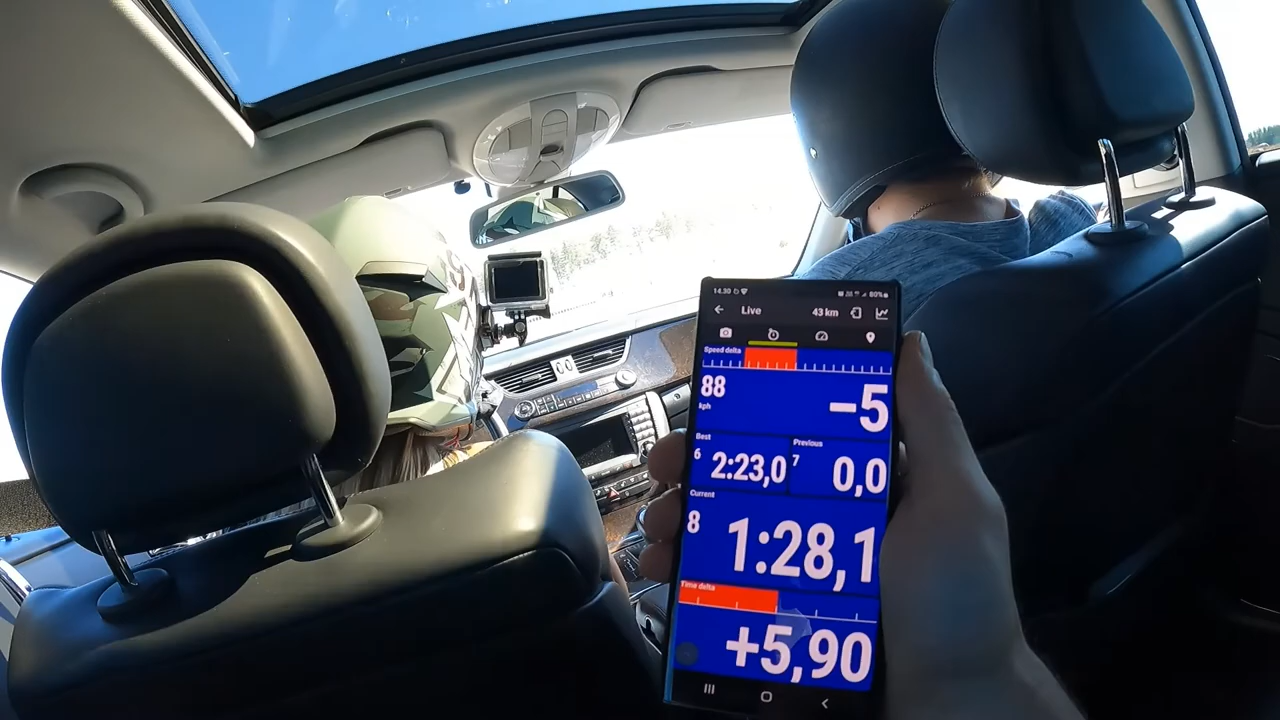 14.30 80%
Live 43 km
Speed delta
88 -5
kph
Best Previous
6 2:23,0 7 0,0
Current
8 1:28,1
Time delta
+5,90